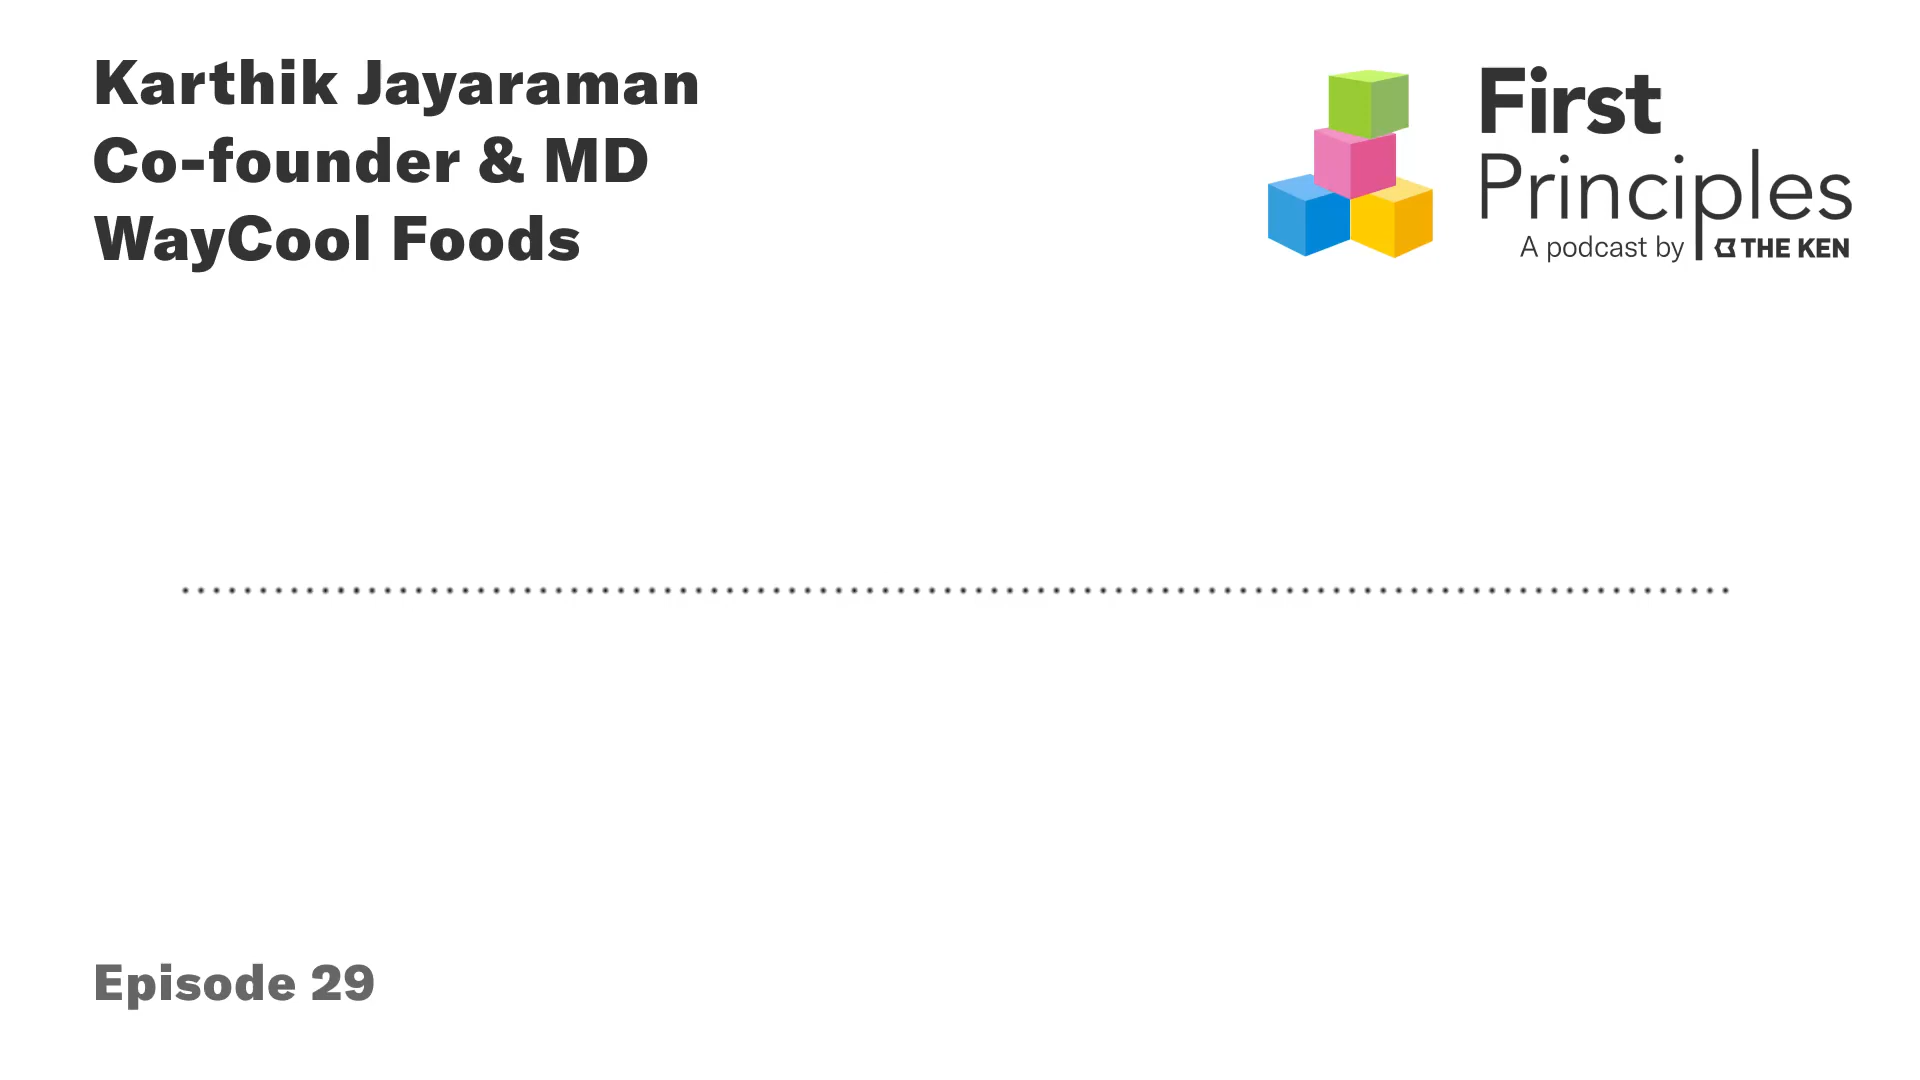 Karthik Jayaraman
Co-founder & MD
WayCool Foods
First
Principles
A podcast by THE KEN
Episode 29